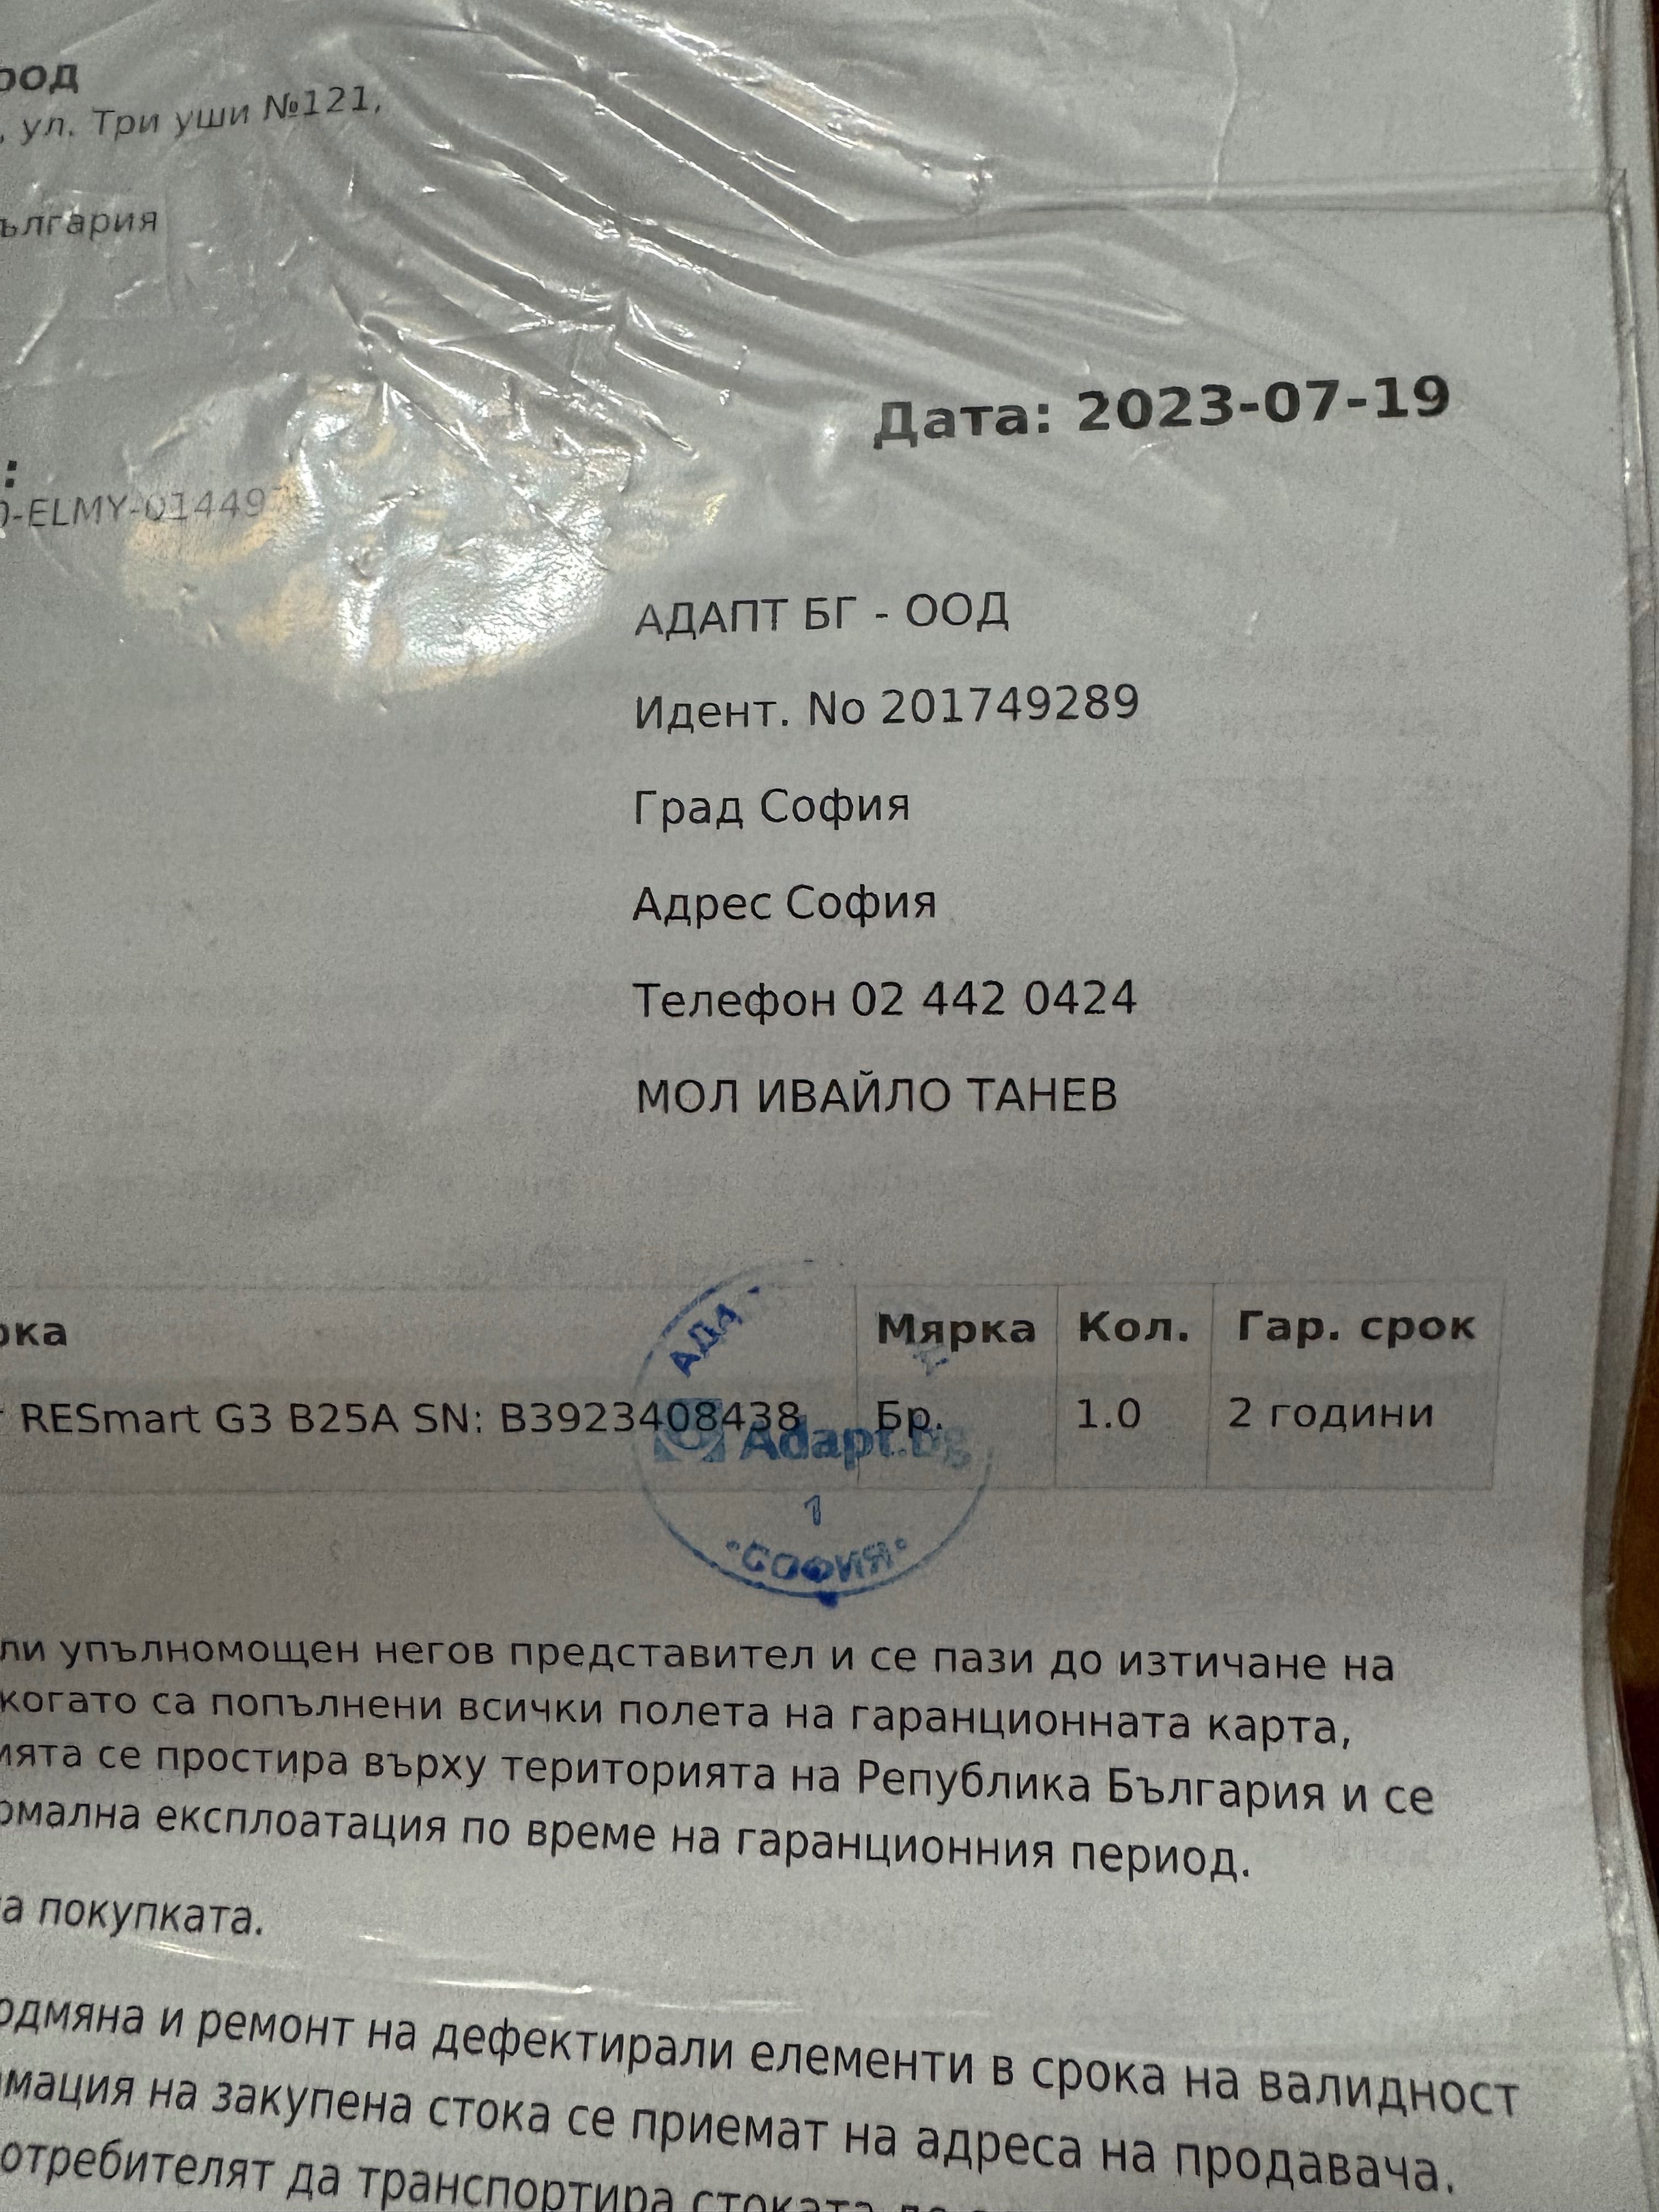 ООД
, ул. Три уши №121,
ългария
Дата: 2023-07-19
:
-ELMY-01449
АДАПТ БГ - ООД
Идент. No 201749289
Град София
Адрес София
Телефон 02 442 0424
МОЛ ИВАЙЛО ТАНЕВ
рка Мярка Кол. Гар. срок
RESmart G3 B25A SN: B3923408438 Бр. 1.0 2 години
АДА
Adapt.bg
1
•СОФИЯ•
ли упълномощен негов представител и се пази до изтичане на
когато са попълнени всички полета на гаранционната карта,
ията се простира върху територията на Република България и се
рмална експлоатация по време на гаранционния период.
а покупката.
одмяна и ремонт на дефектирали елементи в срока на валидност
мация на закупена стока се приемат на адреса на продавача.
отребителят да транспортира стоката